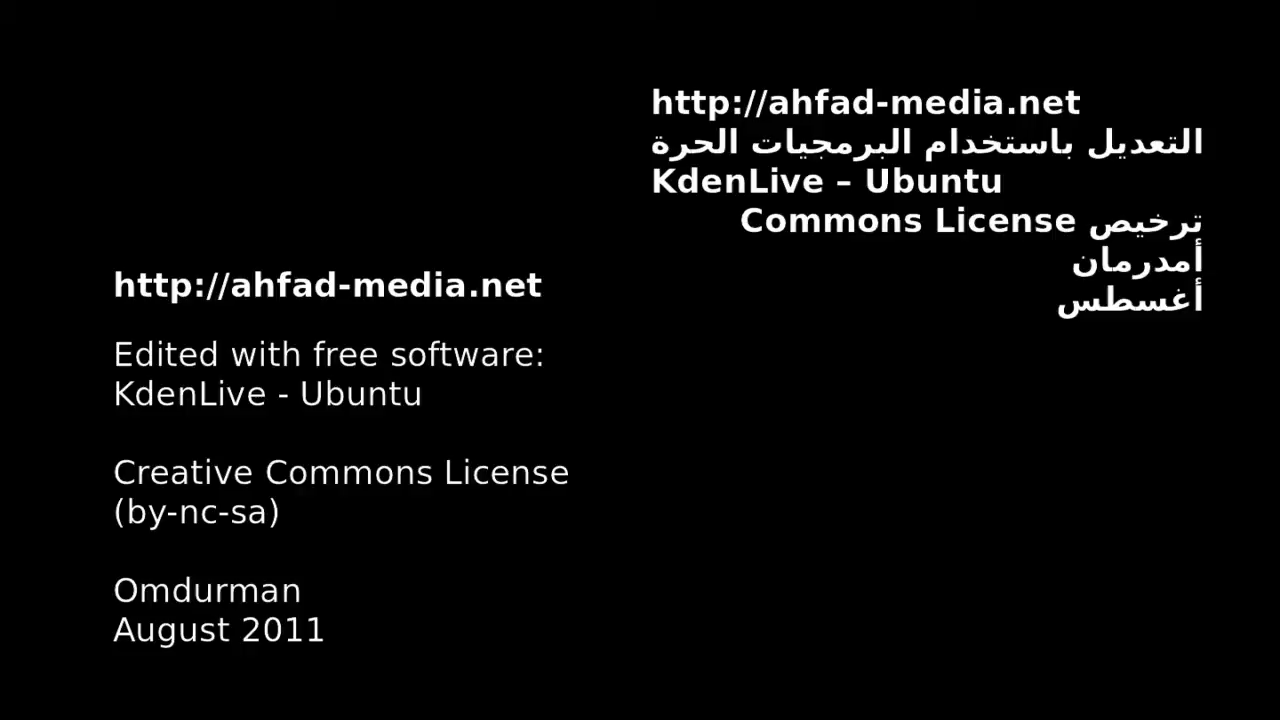 http://ahfad-media.net
التعديل باستخدام البرمجيات الحرة
KdenLive – Ubuntu
ترخيص Commons License
أمدرمان
أغسطس
http://ahfad-media.net
Edited with free software:
KdenLive - Ubuntu
Creative Commons License
(by-nc-sa)
Omdurman
August 2011